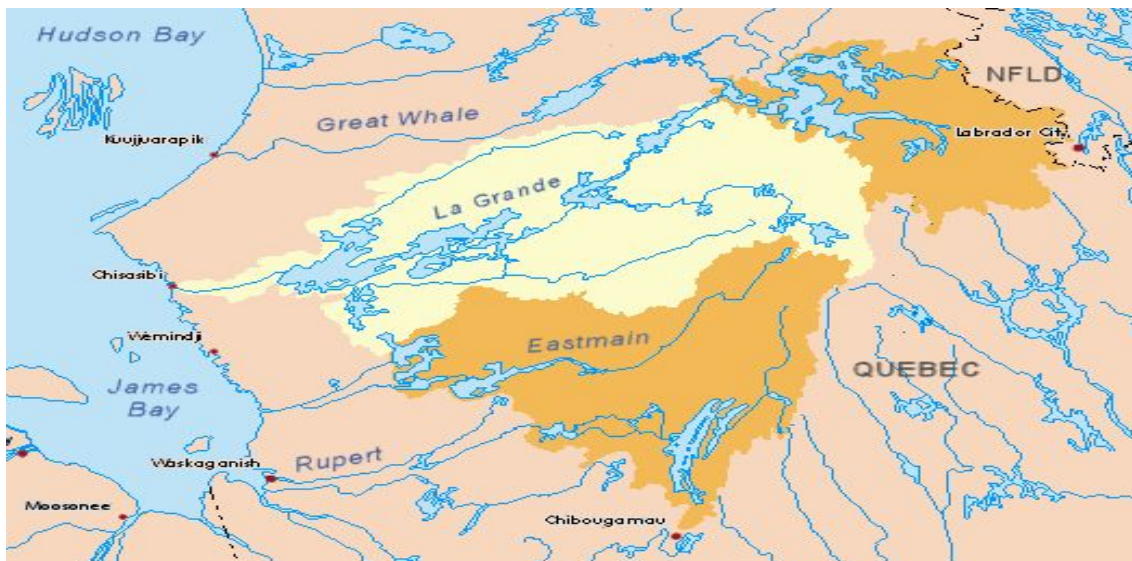 Hudson Bay
NFLD
Great Whale
Labrador City
Kuujjuarapik
La Grande
Chisasibi
Wemindji
Eastmain
QUEBEC
James
Bay
Rupert
Waskaganish
Moosonee
Chibougamau